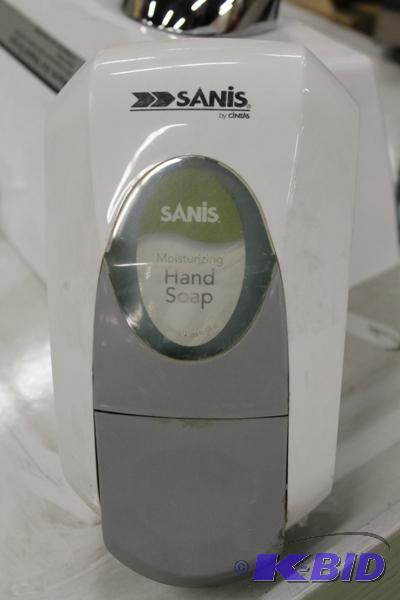 SANIS®
by CINTAS
SANIS®
Moisturizing
Hand
Soap
© K-BID